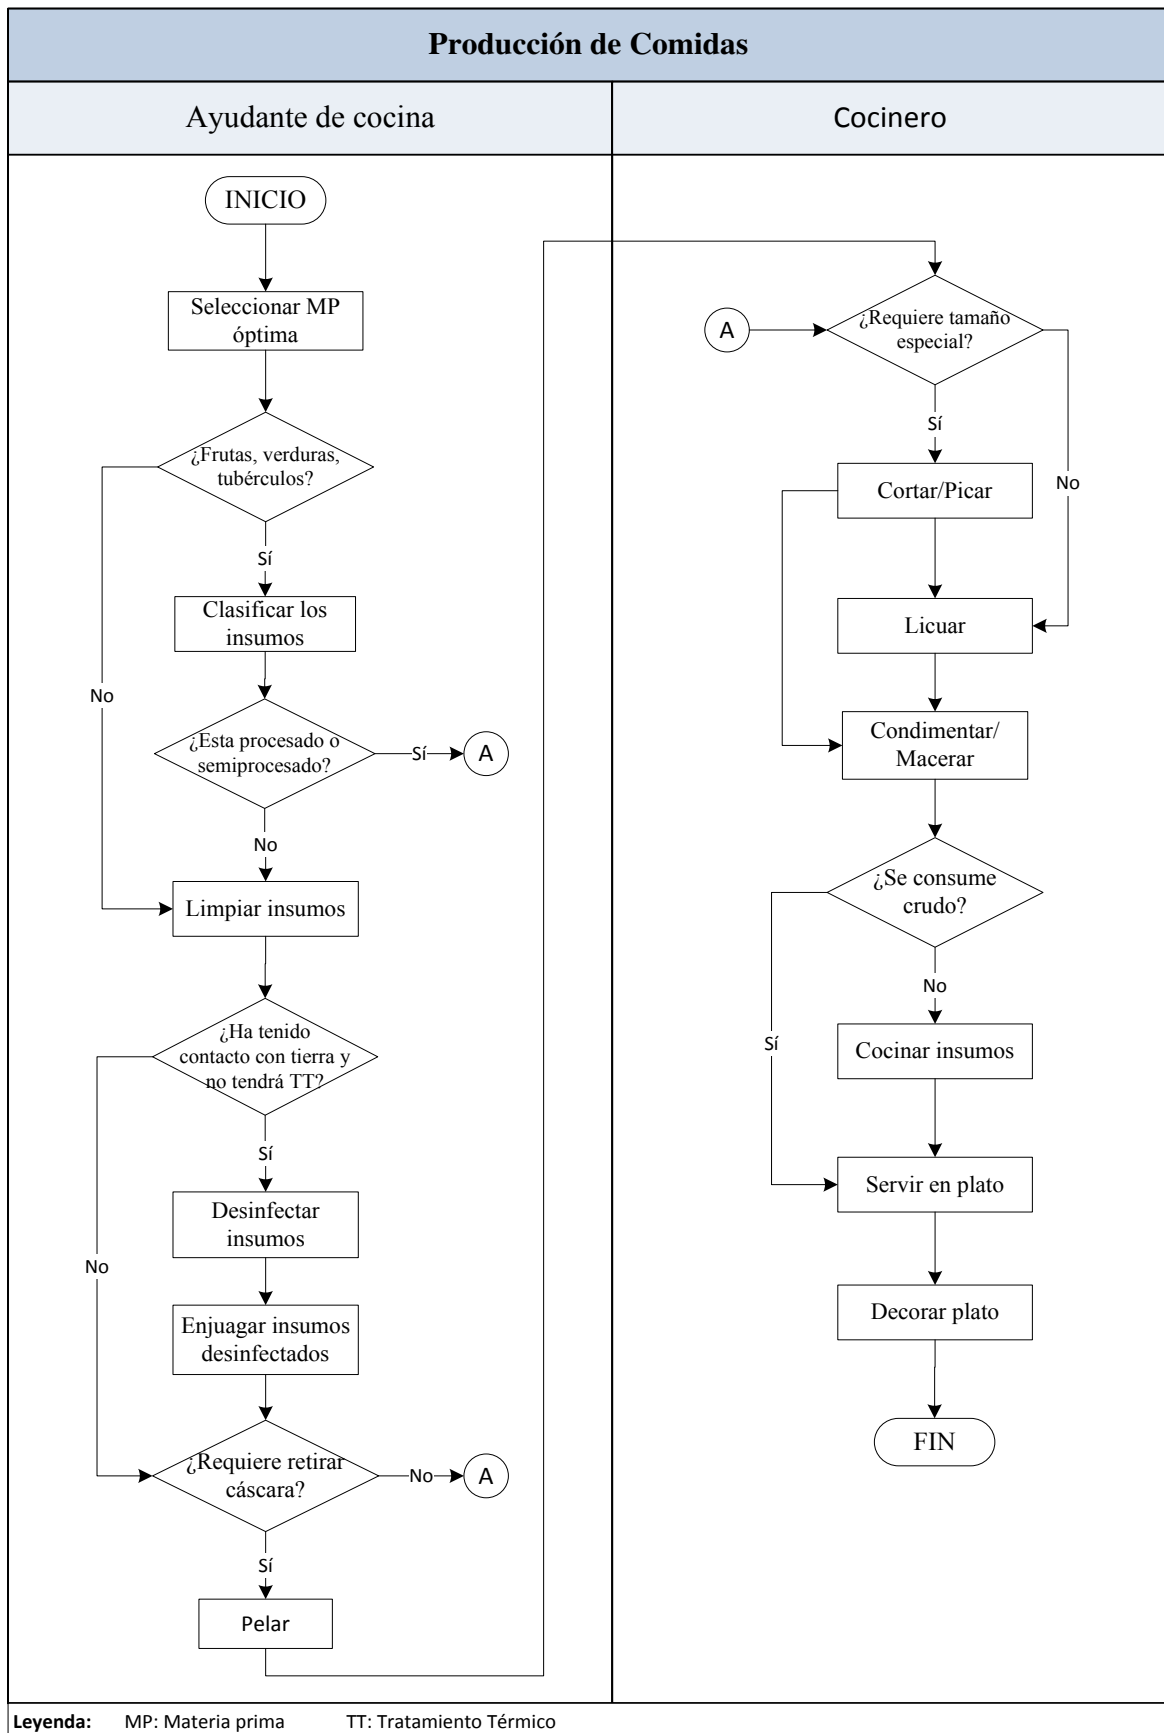 Producción de Comidas
Ayudante de cocina
Cocinero
INICIO
Seleccionar MP
óptima
¿Frutas, verduras,
tubérculos?
Sí
No
Clasificar los
insumos
¿Esta procesado o
semiprocesado?
Sí
A
No
Limpiar insumos
¿Ha tenido
contacto con tierra y
no tendrá TT?
Sí
No
Desinfectar
insumos
Enjuagar insumos
desinfectados
¿Requiere retirar
cáscara?
No
A
Sí
Pelar
A
¿Requiere tamaño
especial?
Sí
No
Cortar/Picar
Licuar
Condimentar/
Macerar
¿Se consume
crudo?
No
Sí
Cocinar insumos
Servir en plato
Decorar plato
FIN
Leyenda: MP: Materia prima TT: Tratamiento Térmico